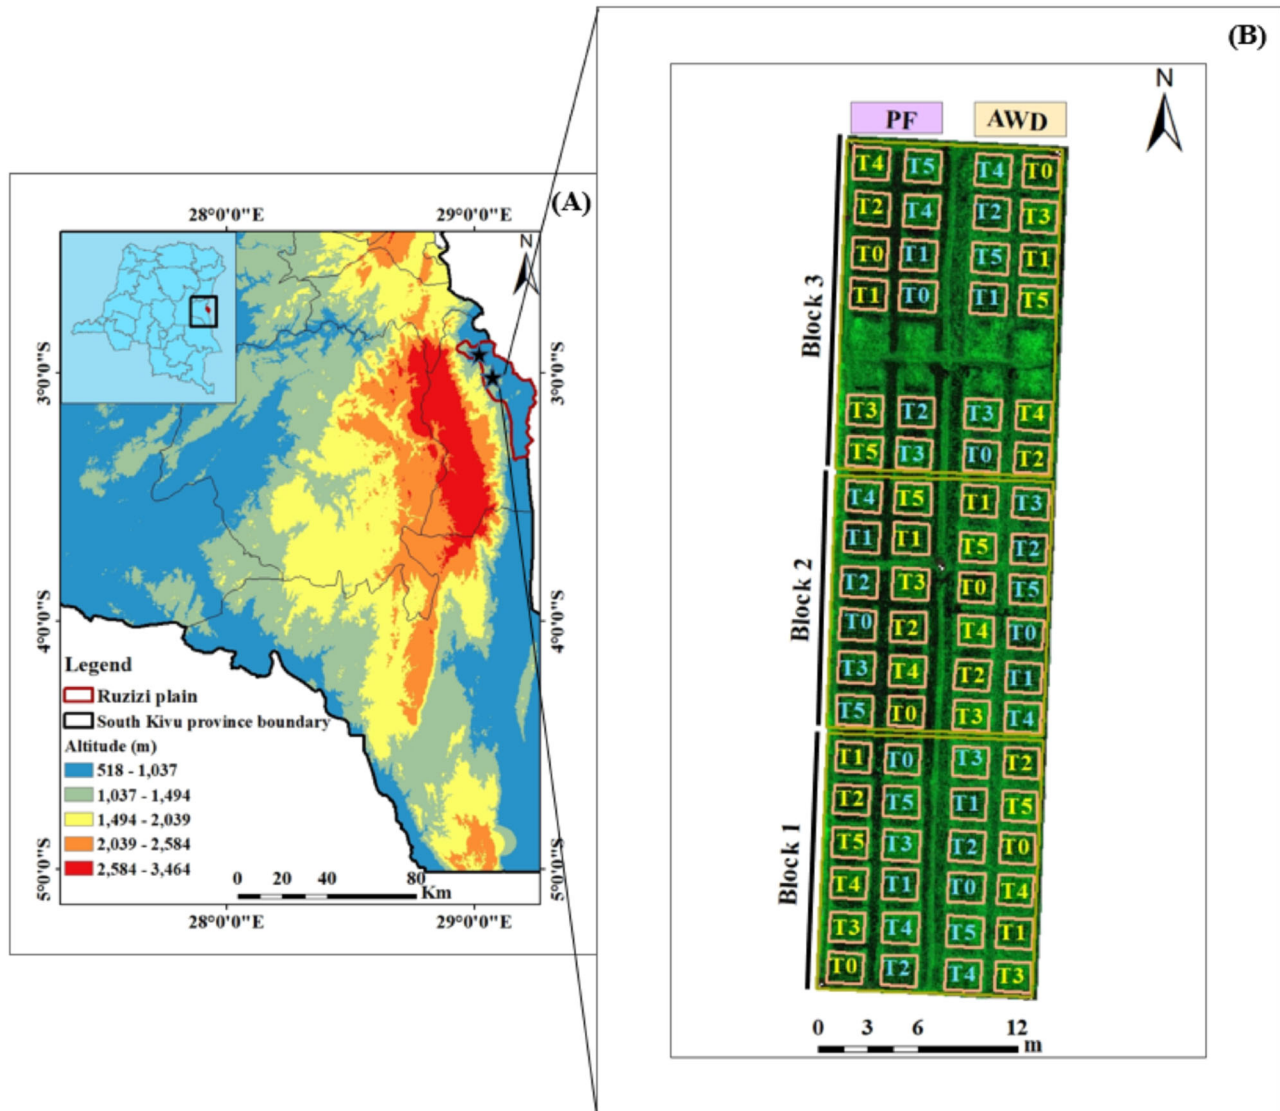 (A)
28°0'0"E 29°0'0"E
N
3°0'0"S
4°0'0"S
5°0'0"S
3°0'0"S
4°0'0"S
5°0'0"S
Legend
Ruzizi plain
South Kivu province boundary
Altitude (m)
518 - 1,037
1,037 - 1,494
1,494 - 2,039
2,039 - 2,584
2,584 - 3,464
0 20 40 80
Km
28°0'0"E 29°0'0"E
(B)
N
PF AWD
Block 3
T4 T5 T4 T0
T2 T4 T2 T3
T0 T1 T5 T1
T1 T0 T1 T5
T3 T2 T3 T4
T5 T3 T0 T2
Block 2
T4 T5 T1 T3
T1 T1 T5 T2
T2 T3 T0 T5
T0 T2 T4 T0
T3 T4 T2 T1
T5 T0 T3 T4
Block 1
T1 T0 T3 T2
T2 T5 T1 T5
T5 T3 T2 T0
T4 T1 T0 T4
T3 T4 T5 T1
T0 T2 T4 T3
0 3 6 12
m